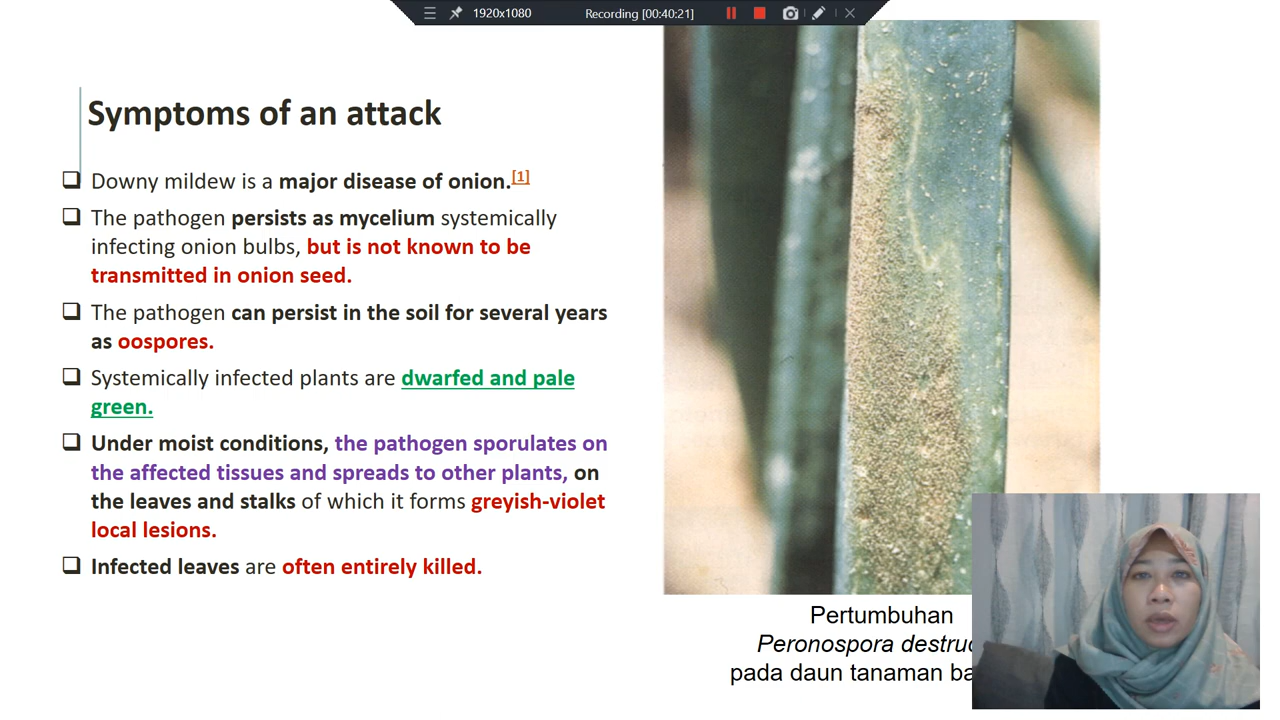 1920x1080
Recording [00:40:21]
Symptoms of an attack
Downy mildew is a major disease of onion.[1]
The pathogen persists as mycelium systemically
infecting onion bulbs, but is not known to be
transmitted in onion seed.
The pathogen can persist in the soil for several years
as oospores.
Systemically infected plants are dwarfed and pale
green.
Under moist conditions, the pathogen sporulates on
the affected tissues and spreads to other plants, on
the leaves and stalks of which it forms greyish-violet
local lesions.
Infected leaves are often entirely killed.
Pertumbuhan
Peronospora
pada daun tanaman